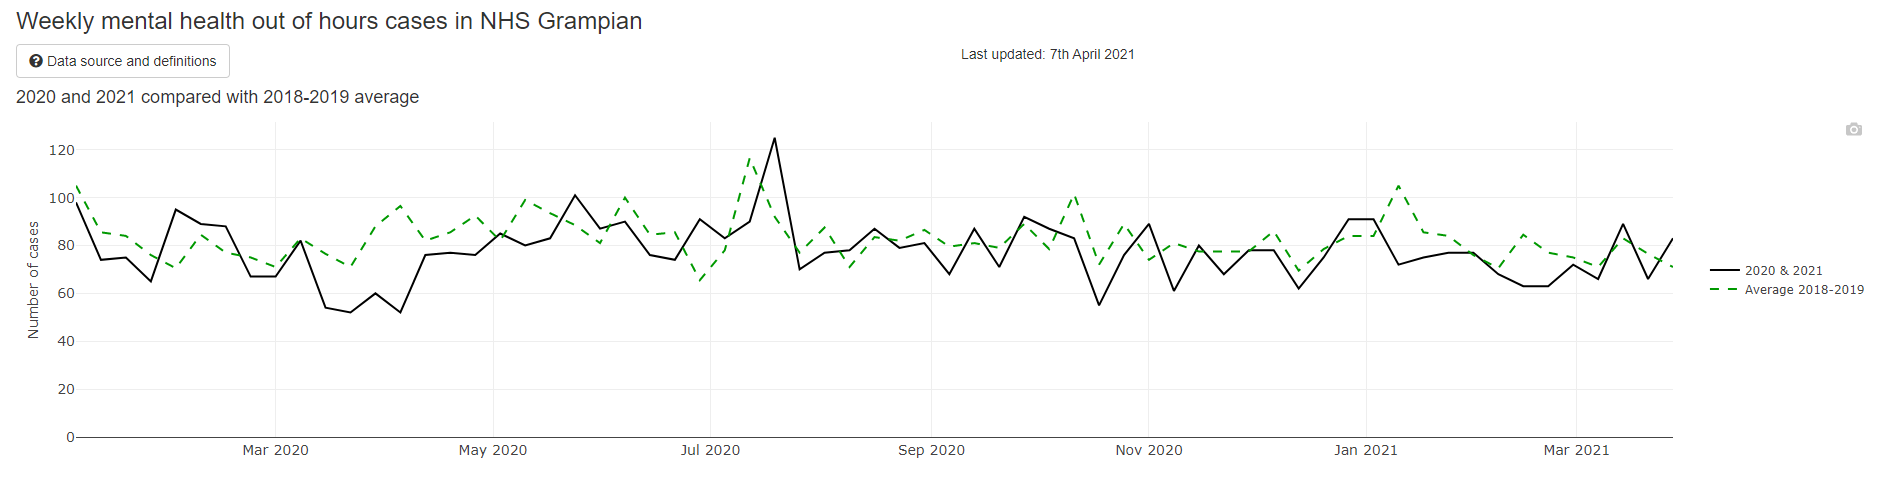 Weekly mental health out of hours cases in NHS Grampian
Data source and definitions
Last updated: 7th April 2021
2020 and 2021 compared with 2018-2019 average
Number of cases
120
100
80
60
40
20
0
Mar 2020
May 2020
Jul 2020
Sep 2020
Nov 2020
Jan 2021
Mar 2021
2020 & 2021
Average 2018-2019